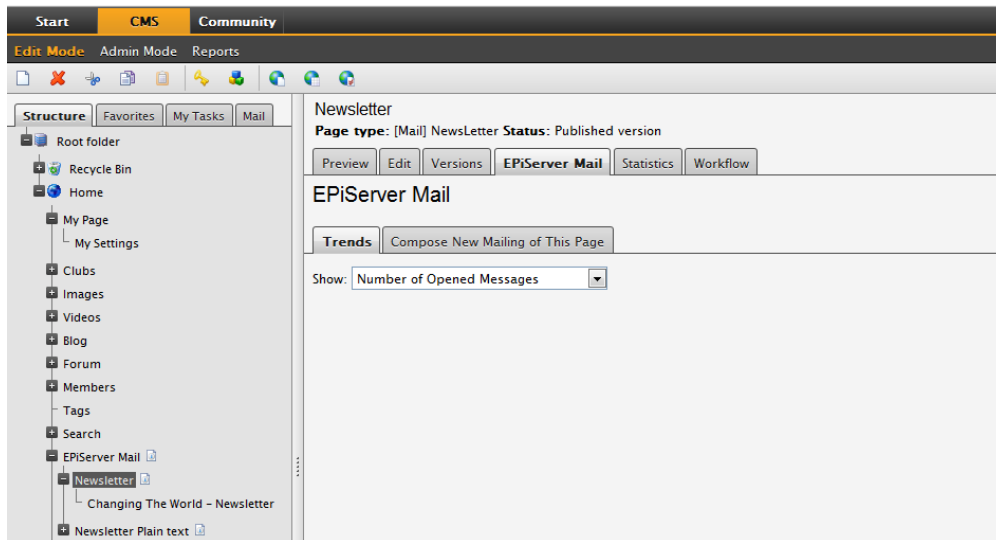 Start CMS Community
Edit Mode Admin Mode Reports
Structure Favorites My Tasks Mail
Root folder
Recycle Bin
Home
My Page
My Settings
Clubs
Images
Videos
Blog
Forum
Members
Tags
Search
EPiServer Mail
Newsletter
Changing The World - Newsletter
Newsletter Plain text
Newsletter
Page type: [Mail] NewsLetter Status: Published version
Preview Edit Versions EPiServer Mail Statistics Workflow
EPiServer Mail
Trends Compose New Mailing of This Page
Show: Number of Opened Messages